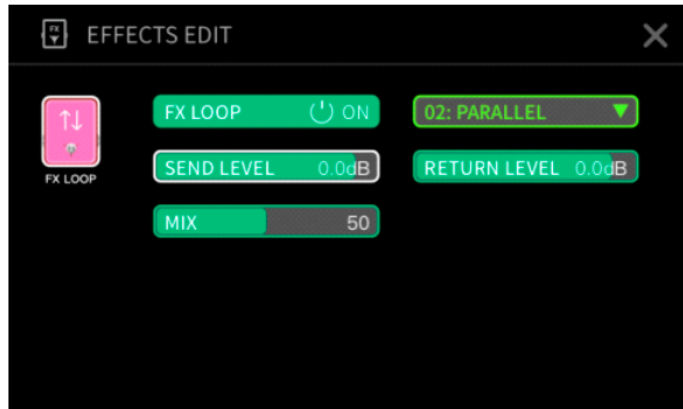 FX
EFFECTS EDIT
FX LOOP ON
02: PARALLEL
FX LOOP
SEND LEVEL 0.0dB
RETURN LEVEL 0.0dB
MIX 50